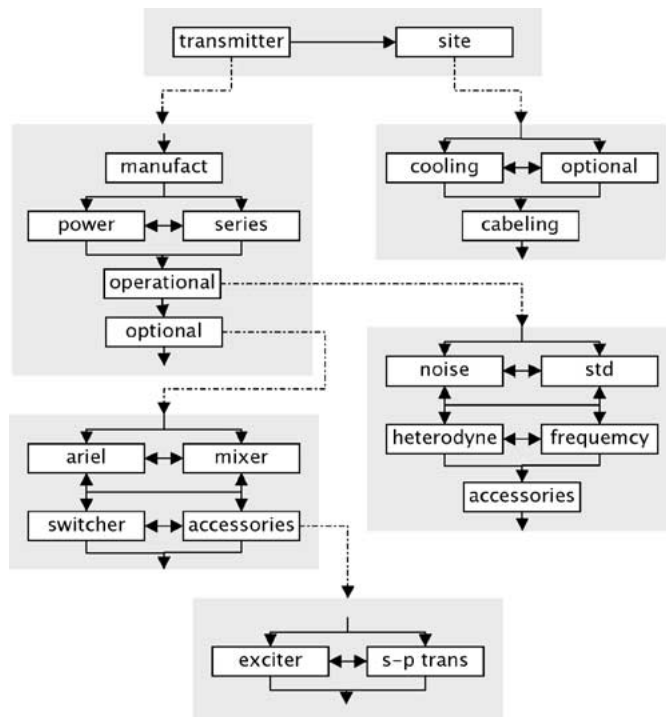 transmitter
site
manufact
power
series
operational
optional
cooling
optional
cabeling
noise
std
heterodyne
frequemcy
accessories
ariel
mixer
switcher
accessories
exciter
s-p trans